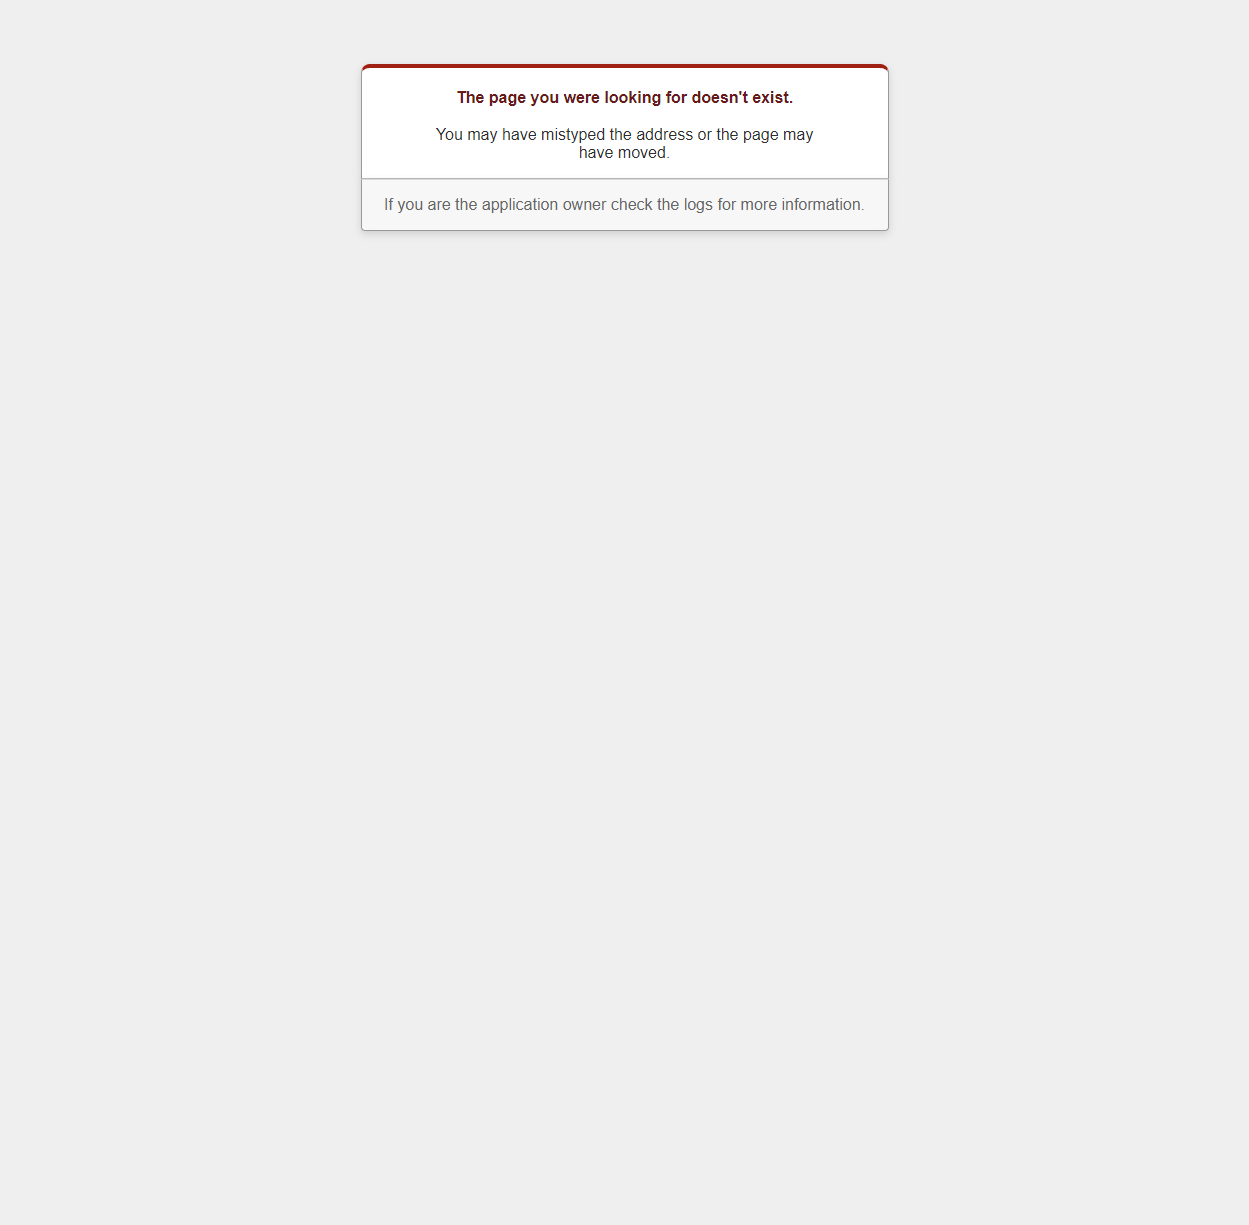 The page you were looking for doesn't exist.
You may have mistyped the address or the page may
have moved.
If you are the application owner check the logs for more information.